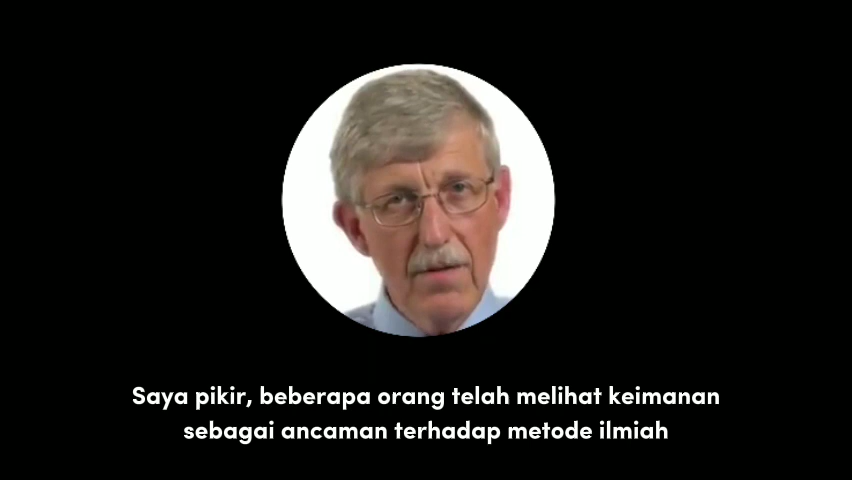 Saya pikir, beberapa orang telah melihat keimanan
sebagai ancaman terhadap metode ilmiah